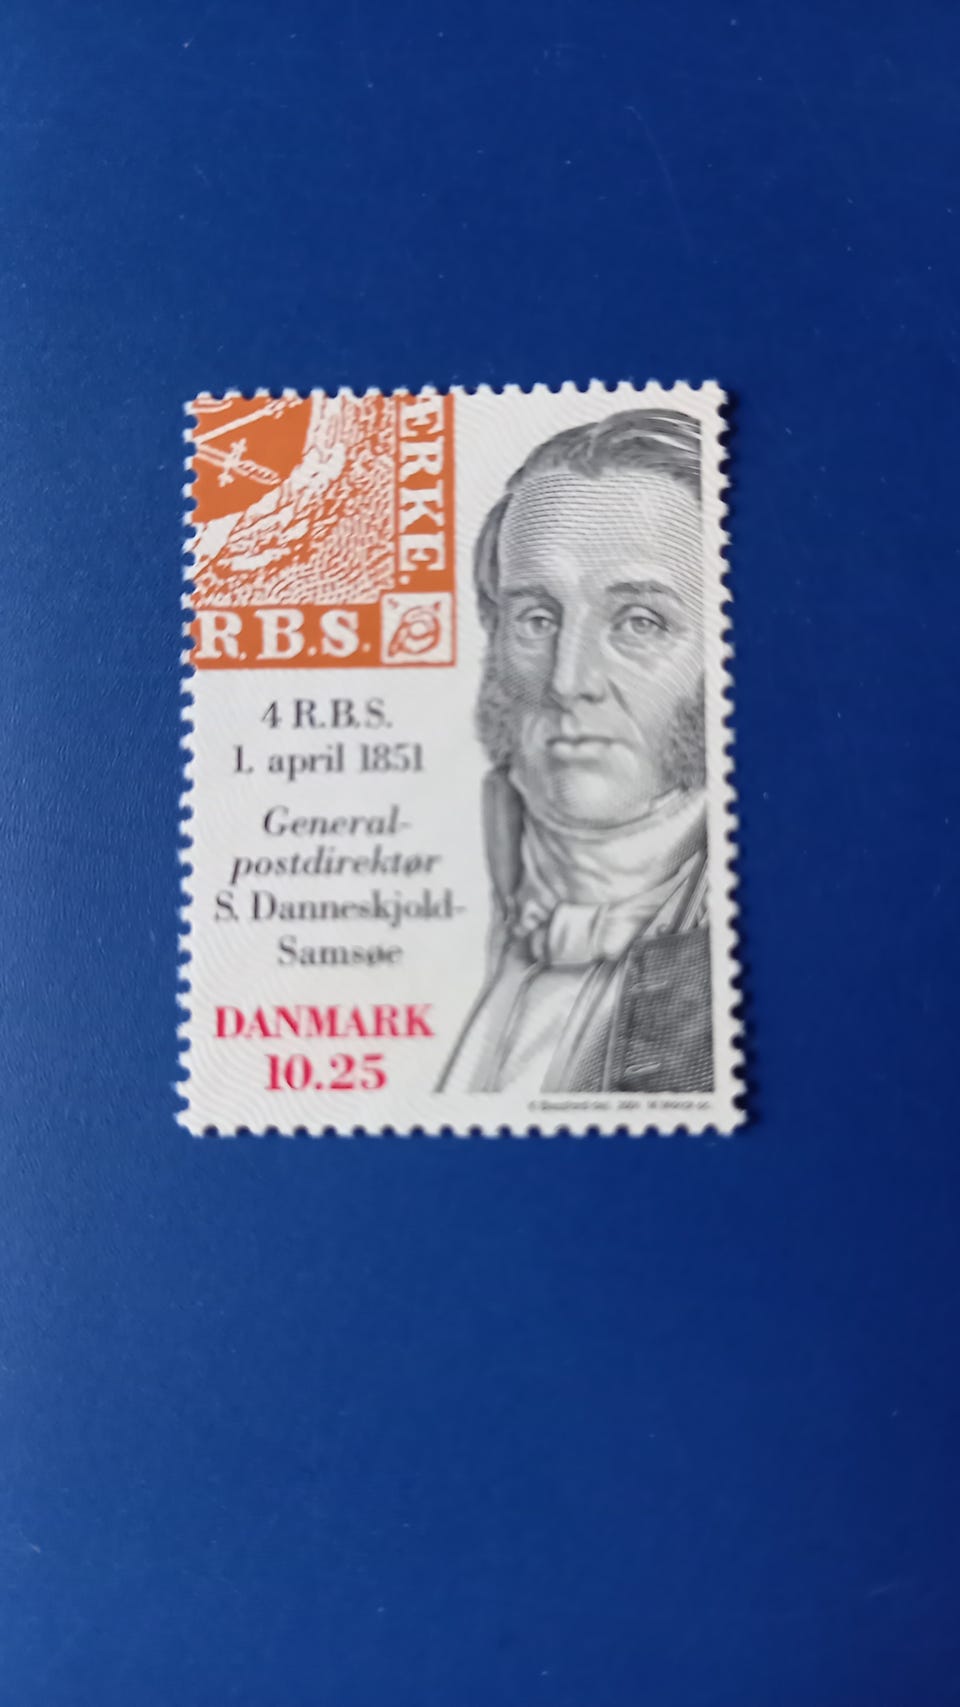 ERKE.
R.B.S.
4 R.B.S.
1. april 1851
General-
postdirektør
S. Danneskjold-
Samsøe
DANMARK
10.25